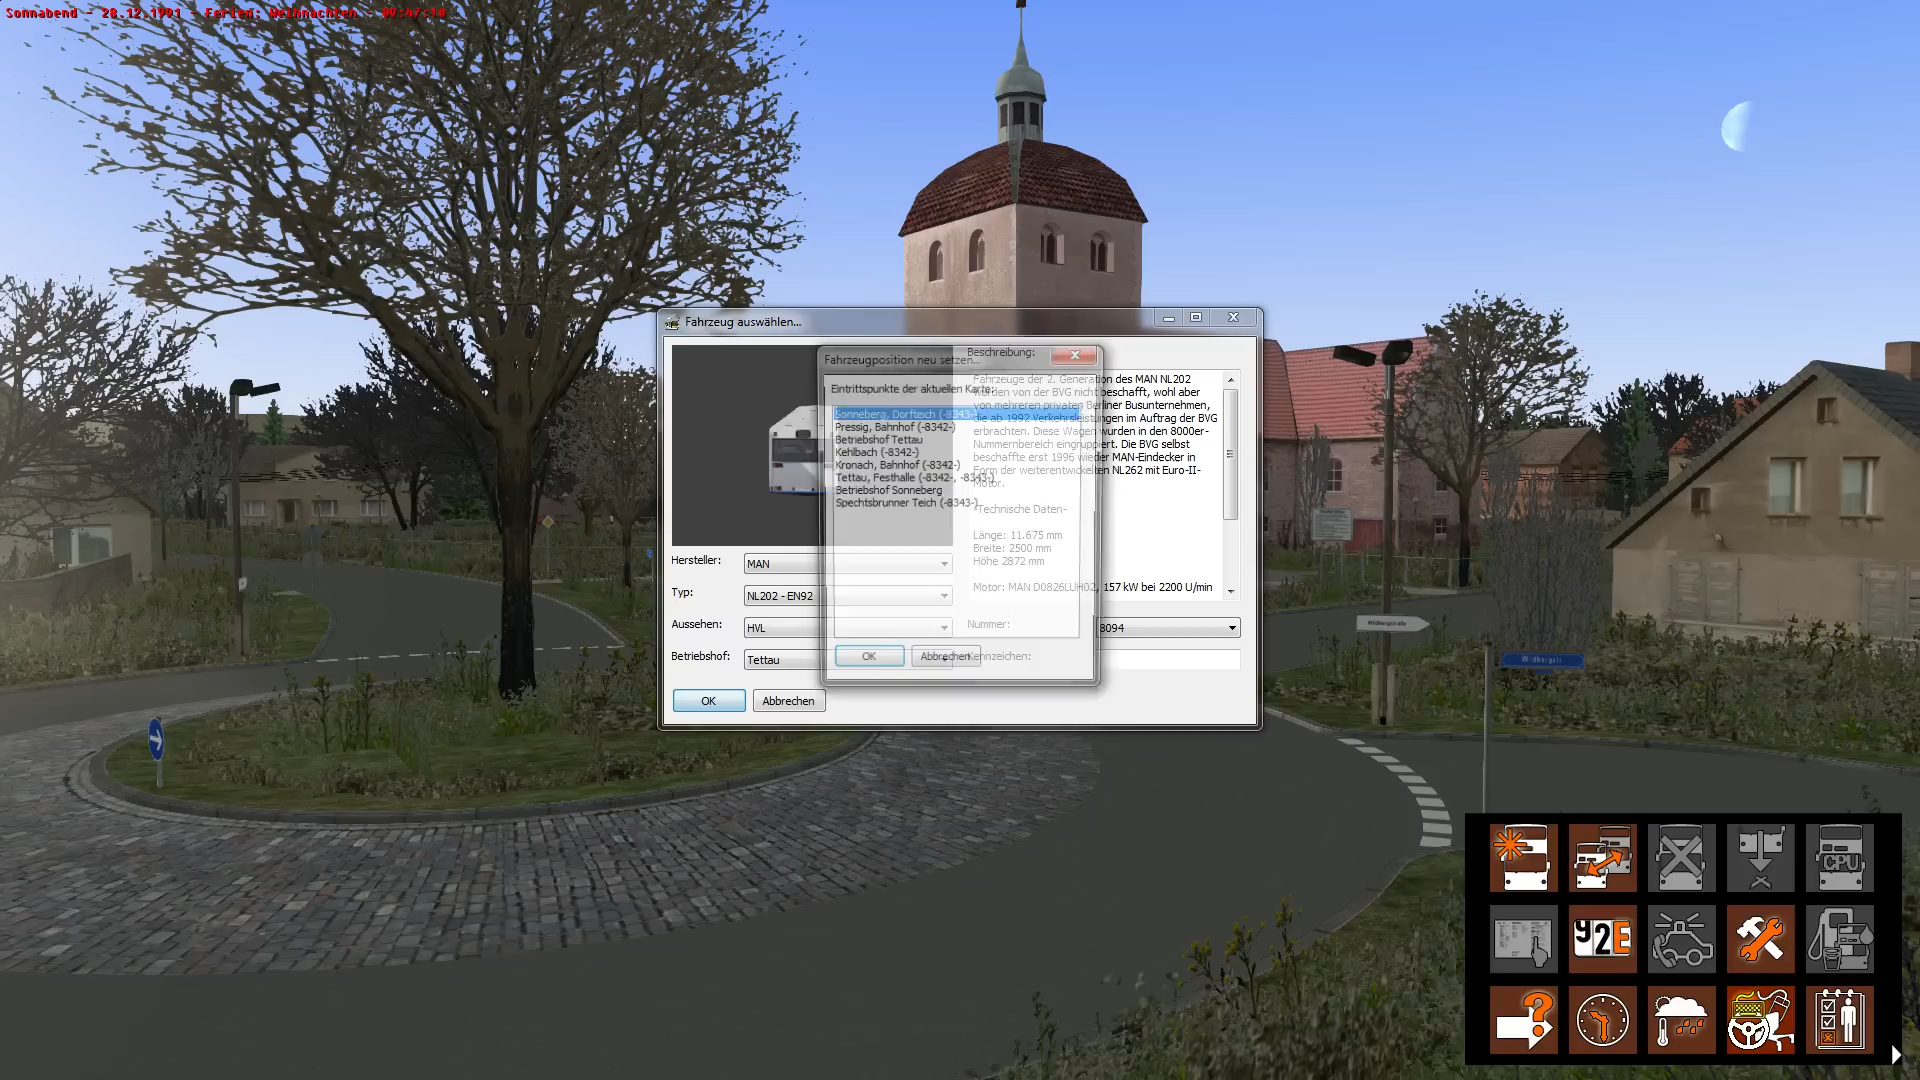 Sonnabend - 28.12.1991 - Ferien: Weihnachten -
Fahrzeug auswählen...
Fahrzeugposition neu setzen...
Beschreibung:
Eintrittspunkte der aktuellen Karte:
Sonneberg, Dorfteich (-8343-)
Pressig, Bahnhof (-8342-)
Betriebshof Tettau
Kehlbach (-8342-)
Kronach, Bahnhof (-8342-)
Tettau, Festhalle (-8342-, -8343-)
Betriebshof Sonneberg
Spechtsbrunner Teich (-8343-)
Fahrzeuge der 2. Generation des MAN NL202
wurden von der BVG nicht beschafft, wohl aber
von mehreren privaten Berliner Busunternehmen,
die ab 1992 Verkehrsleistungen im Auftrag der BVG
erbrachten. Diese Wagen wurden in den 8000er-
Nummernbereich eingruppiert. Die BVG selbst
beschaffte erst 1996 wieder MAN-Eindecker in
Form der weiterentwickelten NL262 mit Euro-II-
Motor.
-Technische Daten-
Länge: 11.675 mm
Breite: 2500 mm
Höhe 2872 mm
Motor: MAN D0826LUH02, 157 kW bei 2200 U/min
Hersteller:
MAN
Typ:
NL202 - EN92
Aussehen:
HVL
Nummer:
8094
Betriebshof:
Tettau
Kennzeichen:
OK
Abbrechen
OK
Abbrechen
CPU
92E